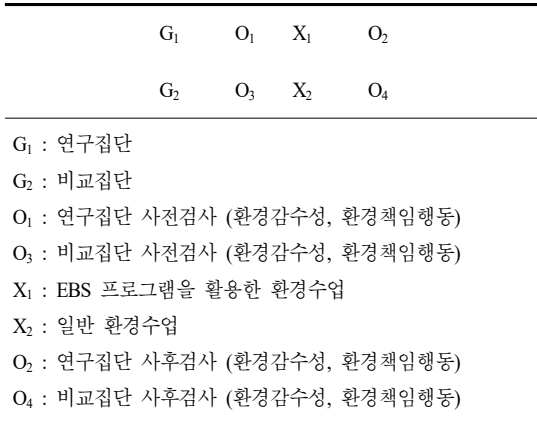 G₁ O₁ X₁ O₂
G₂ O₃ X₂ O₄
G₁ : 연구집단
G₂ : 비교집단
O₁ : 연구집단 사전검사 (환경감수성, 환경책임행동)
O₃ : 비교집단 사전검사 (환경감수성, 환경책임행동)
X₁ : EBS 프로그램을 활용한 환경수업
X₂ : 일반 환경수업
O₂ : 연구집단 사후검사 (환경감수성, 환경책임행동)
O₄ : 비교집단 사후검사 (환경감수성, 환경책임행동)